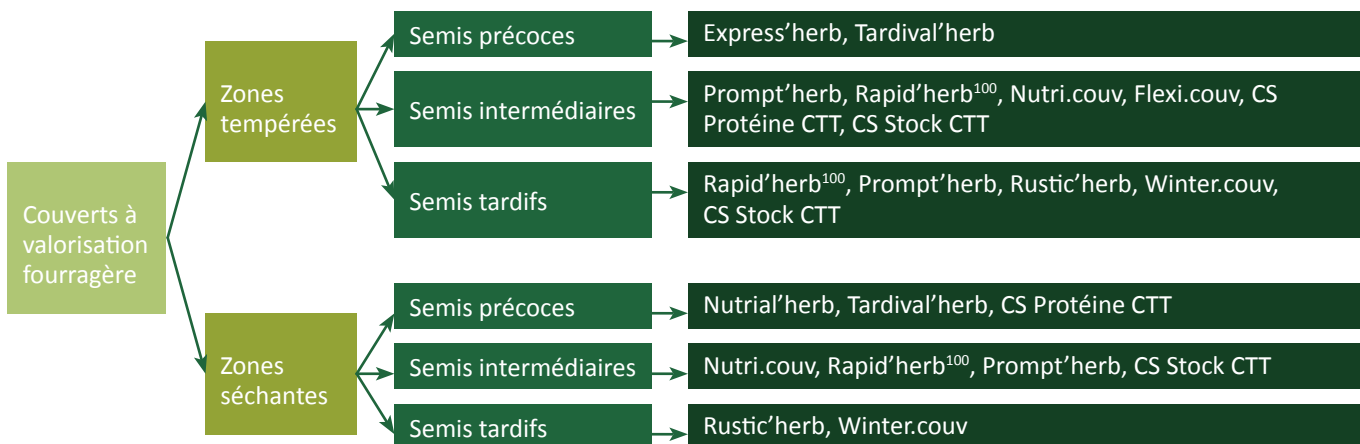 Couverts à
valorisation
fourragère
Zones
tempérées
Semis précoces
Express’herb, Tardival’herb
Semis intermédiaires
Prompt’herb, Rapid’herb¹⁰⁰, Nutri.couv, Flexi.couv, CS
Protéine CTT, CS Stock CTT
Semis tardifs
Rapid’herb¹⁰⁰, Prompt’herb, Rustic’herb, Winter.couv,
CS Stock CTT
Zones
séchantes
Semis précoces
Nutrial’herb, Tardival’herb, CS Protéine CTT
Semis intermédiaires
Nutri.couv, Rapid’herb¹⁰⁰, Prompt’herb, CS Stock CTT
Semis tardifs
Rustic’herb, Winter.couv